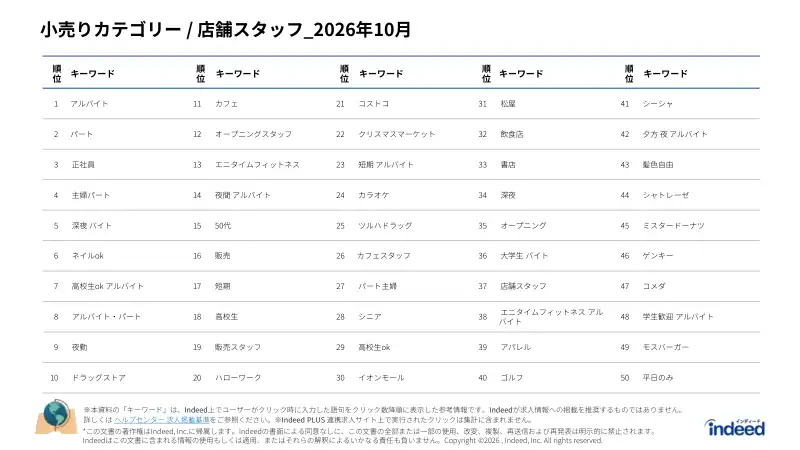 小売りカテゴリー / 店舗スタッフ_2026年10月
順位 キーワード 順位 キーワード 順位 キーワード 順位 キーワード 順位 キーワード
1 アルバイト 11 カフェ 21 コストコ 31 松屋 41 シーシャ
2 パート 12 オープニングスタッフ 22 クリスマスマーケット 32 飲食店 42 夕方 夜 アルバイト
3 正社員 13 エニタイムフィットネス 23 短期 アルバイト 33 書店 43 髪色自由
4 主婦パート 14 夜間 アルバイト 24 カラオケ 34 深夜 44 シャトレーゼ
5 深夜 バイト 15 50代 25 ツルハドラッグ 35 オープニング 45 ミスタードーナツ
6 ネイルok 16 販売 26 カフェスタッフ 36 大学生 バイト 46 ゲンキー
7 高校生ok アルバイト 17 短期 27 パート主婦 37 店舗スタッフ 47 コメダ
8 アルバイト・パート 18 高校生 28 シニア 38 エニタイムフィットネス アルバイト 48 学生歓迎 アルバイト
9 夜勤 19 販売スタッフ 29 高校生ok 39 アパレル 49 モスバーガー
10 ドラッグストア 20 ハローワーク 30 イオンモール 40 ゴルフ 50 平日のみ
※本資料の「キーワード」は、Indeed上でユーザーがクリック時に入力した語句をクリック数降順に表示した参考情報です。Indeedが求人情報への掲載を推奨するものではありません。
詳しくは ヘルプセンター 求人掲載基準をご参照ください。※Indeed PLUS 連携求人サイト上で実行されたクリックは集計に含まれません。
*この文書の著作権はIndeed, Inc.に帰属します。Indeedの書面による同意なしに、この文書の全部または一部の使用、改変、複製、再送信および再発表は明示的に禁止されます。
Indeedはこの文書に含まれる情報の使用もしくは適用、またはそれらの解釈によるいかなる責任も負いません。Copyright ©2026 , Indeed, Inc. All rights reserved.
インディード
indeed